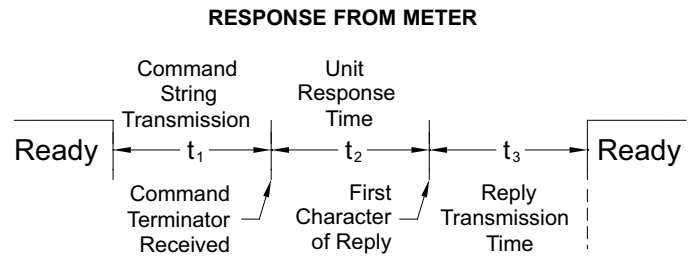 RESPONSE FROM METER
Command
String
Transmission
Unit
Response
Time
Ready
t₁
t₂
t₃
Ready
Command
Terminator
Received
First
Character
of Reply
Reply
Transmission
Time